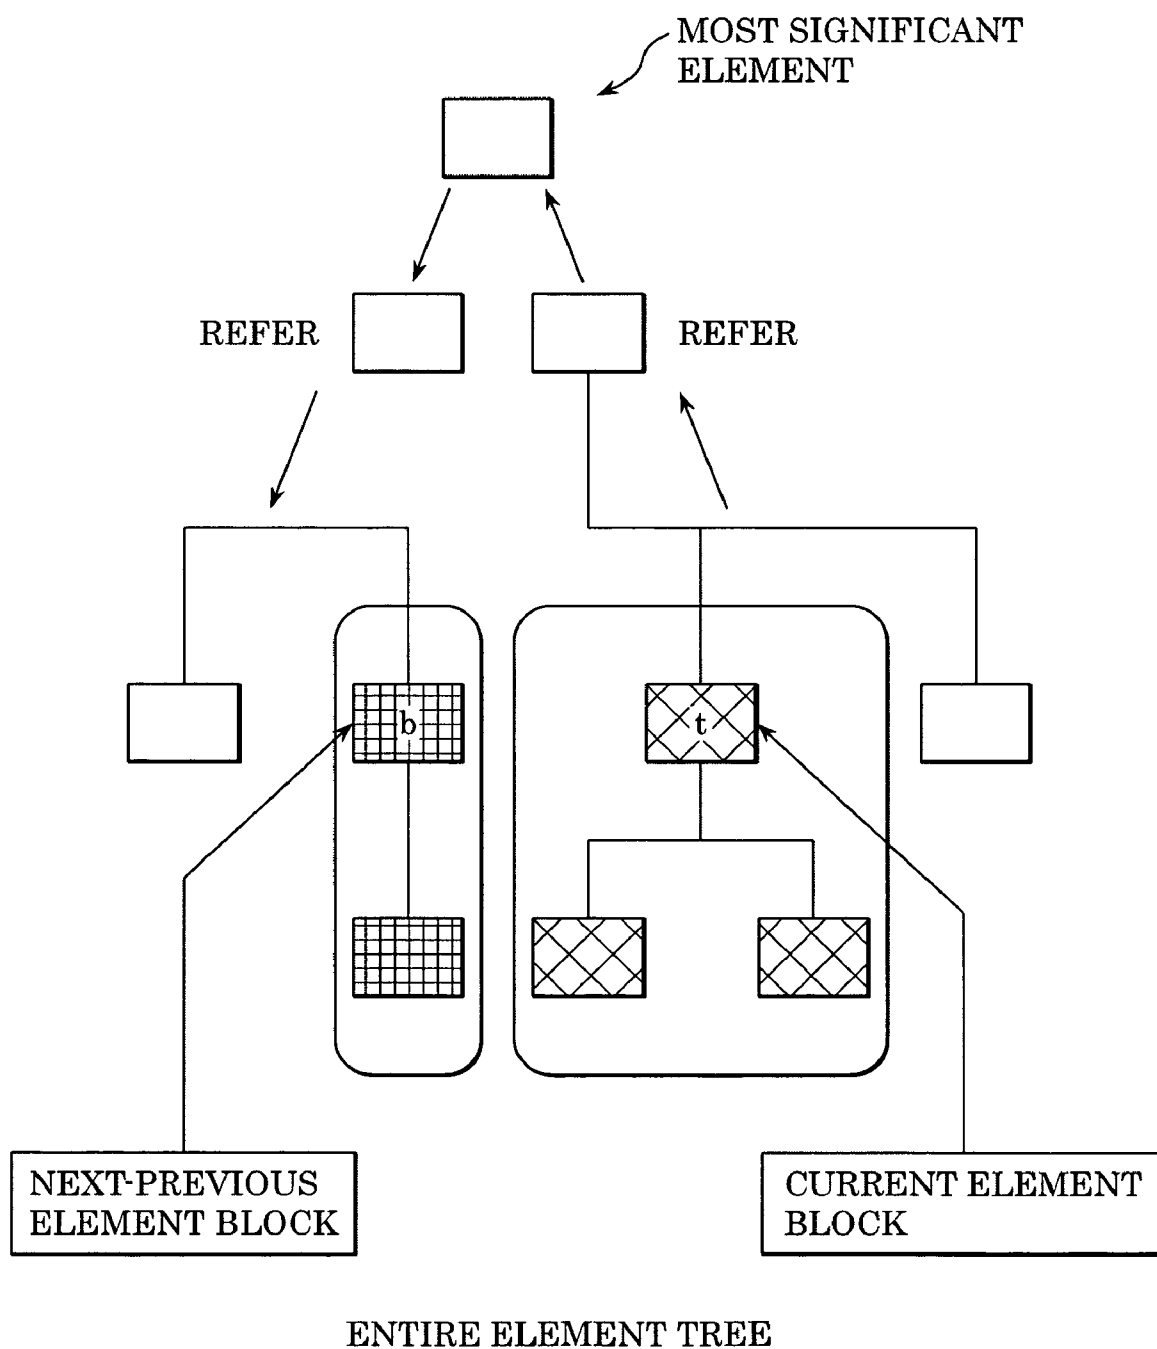 MOST SIGNIFICANT
ELEMENT
REFER
REFER
b
t
NEXT-PREVIOUS
ELEMENT BLOCK
CURRENT ELEMENT
BLOCK
ENTIRE ELEMENT TREE